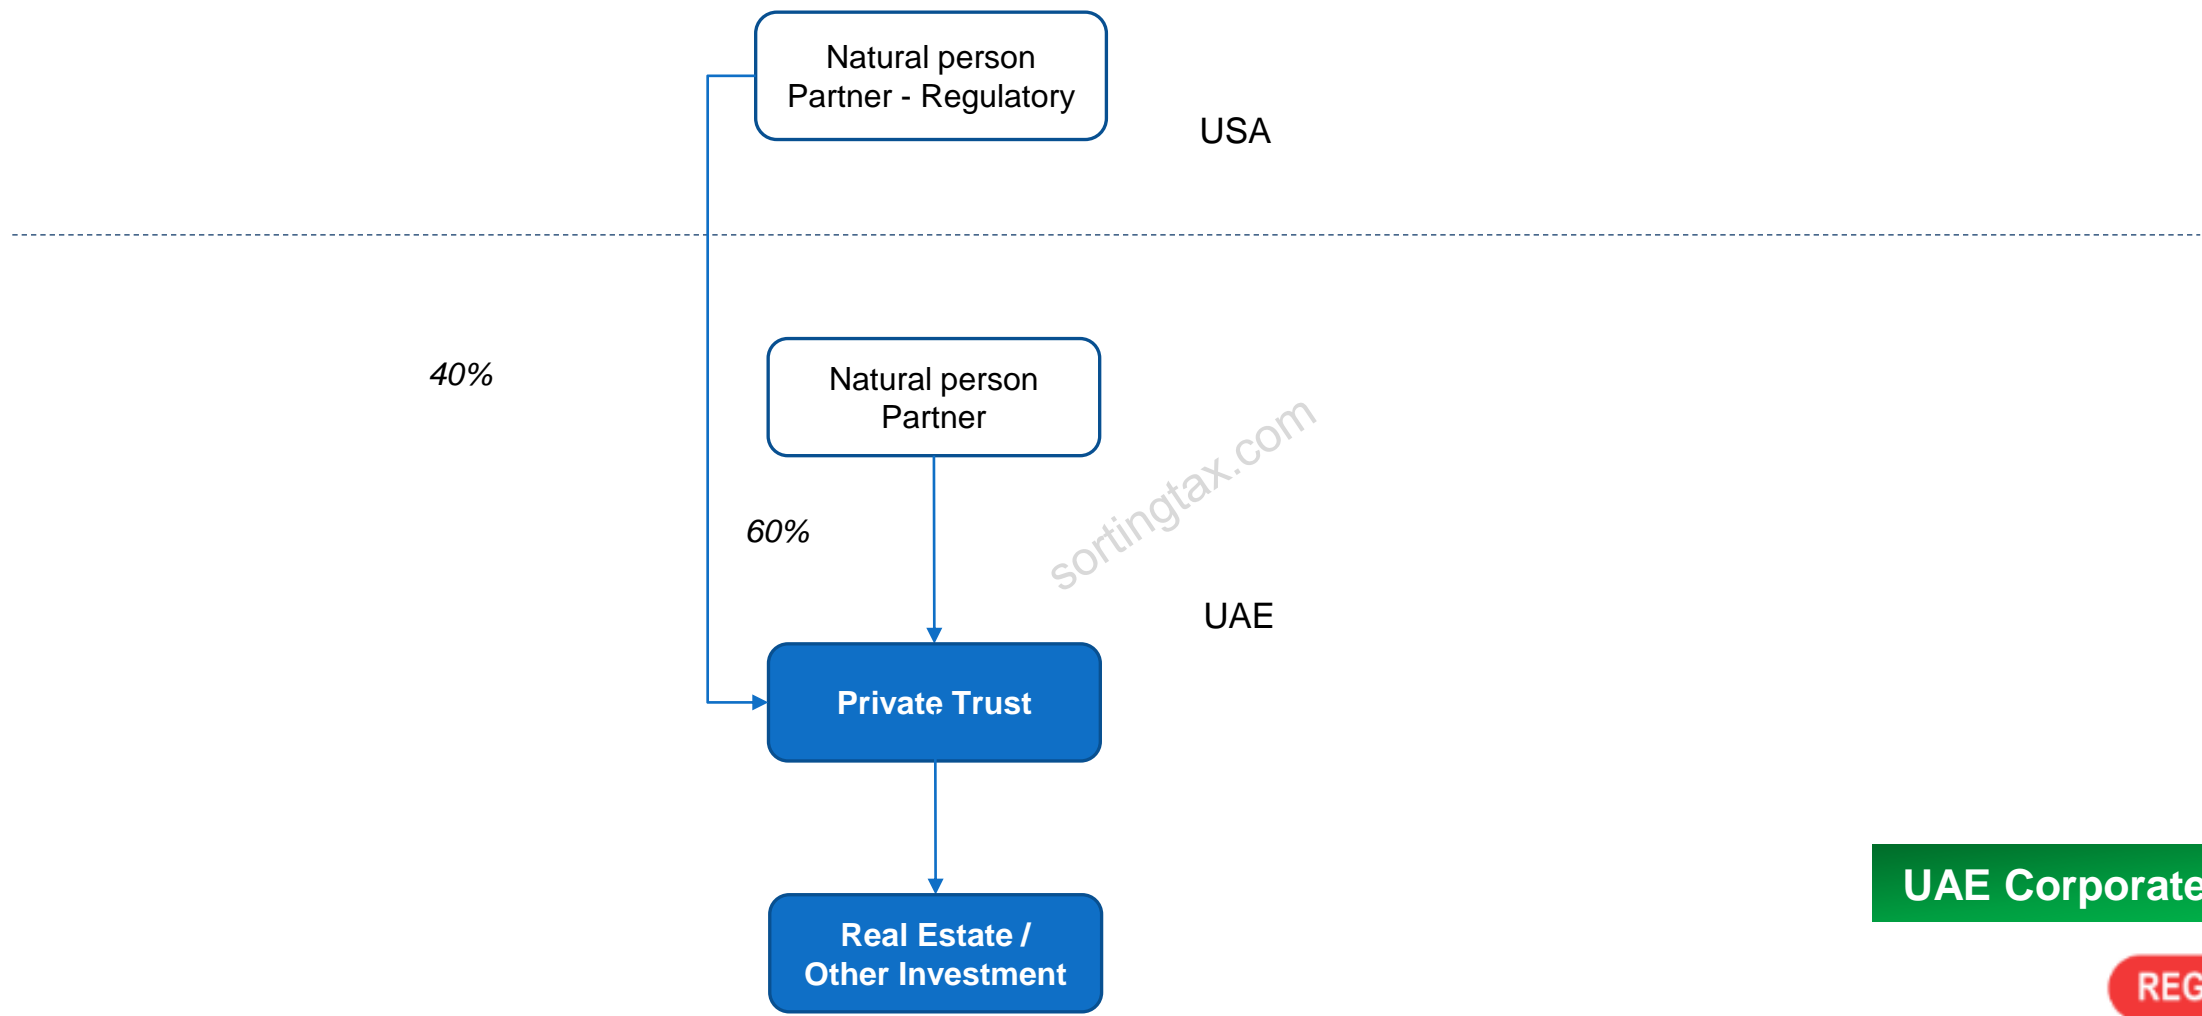 Natural person
Partner - Regulatory
USA
40%
Natural person
Partner
sortingtax.com
60%
UAE
Private Trust
UAE Corporate
Real Estate /
Other Investment
REG